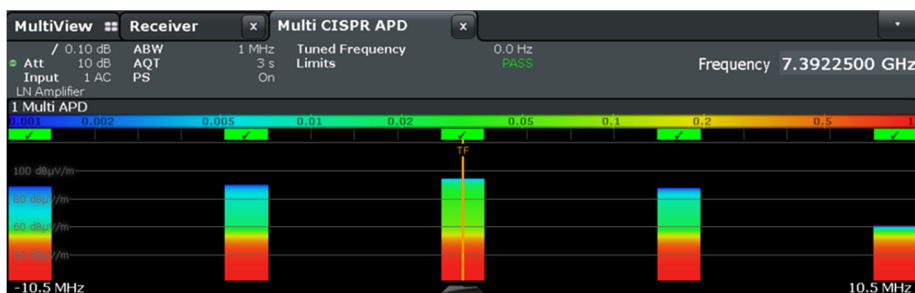 MultiView Receiver X Multi CISPR APD X
/ 0.10 dB ABW 1 MHz Tuned Frequency 0.0 Hz
Att 10 dB AQT 3 s Limits PASS
Frequency 7.3922500 GHz
Input 1 AC PS On
LN Amplifier
1 Multi APD
0.001 0.002 0.005 0.01 0.02 0.05 0.1 0.2 0.5 1
TF
100 dBµV/m
80 dBµV/m
60 dBµV/m
-10.5 MHz 10.5 MHz